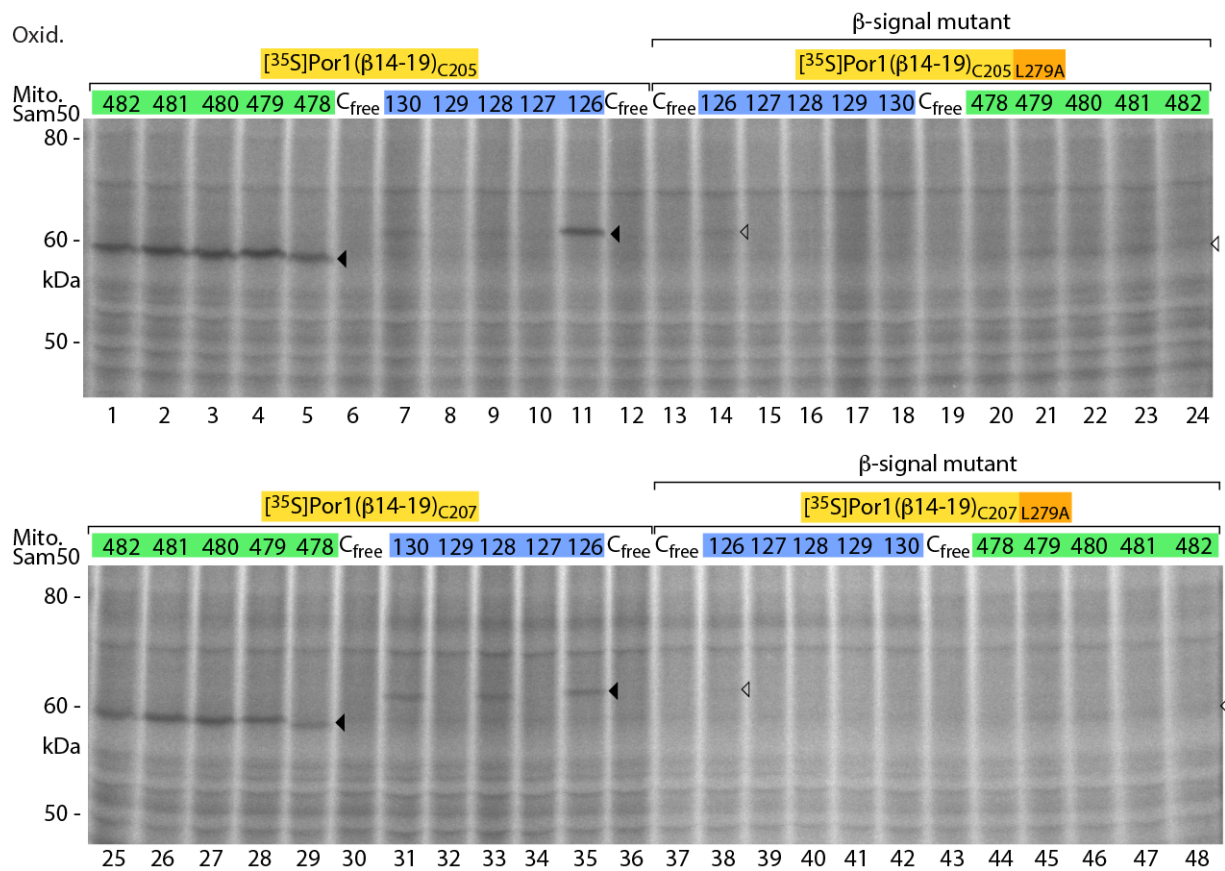 Oxid.
β-signal mutant
[³⁵S]Por1(β14-19)C205 [³⁵S]Por1(β14-19)C205 L279A
Mito.
Sam50 482 481 480 479 478 Cfree 130 129 128 127 126 Cfree Cfree 126 127 128 129 130 Cfree 478 479 480 481 482
80 -
60 -
kDa
50 -
1 2 3 4 5 6 7 8 9 10 11 12 13 14 15 16 17 18 19 20 21 22 23 24
β-signal mutant
[³⁵S]Por1(β14-19)C207 [³⁵S]Por1(β14-19)C207 L279A
Mito.
Sam50 482 481 480 479 478 Cfree 130 129 128 127 126 Cfree Cfree 126 127 128 129 130 Cfree 478 479 480 481 482
80 -
60 -
kDa
50 -
25 26 27 28 29 30 31 32 33 34 35 36 37 38 39 40 41 42 43 44 45 46 47 48